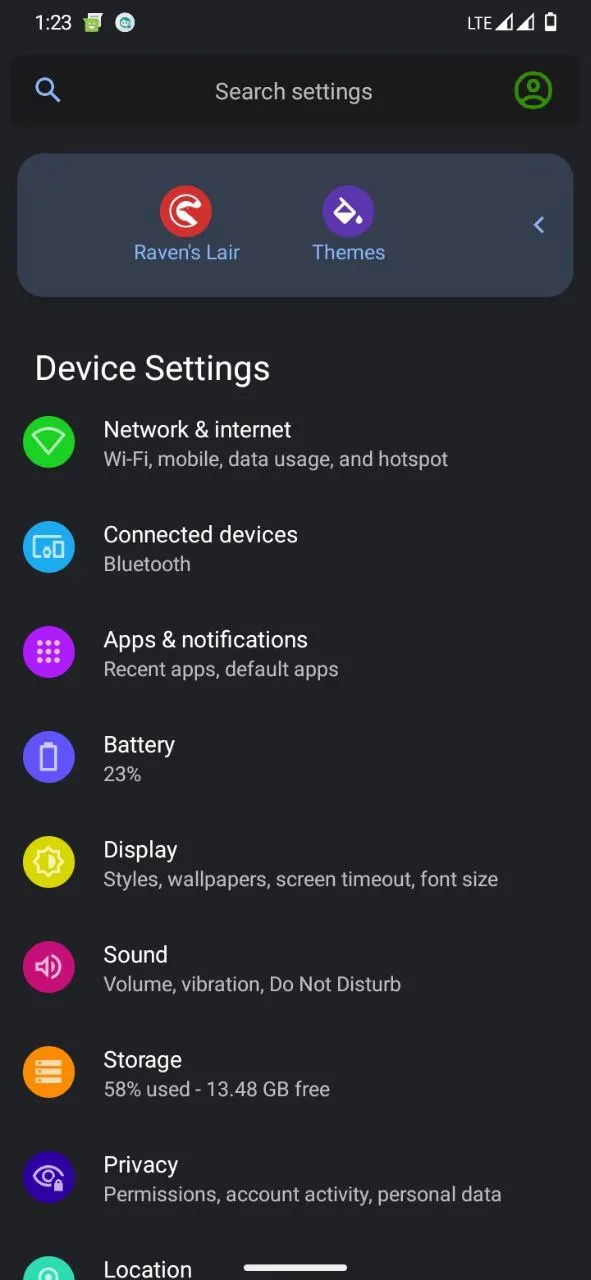 1:23
LTE
Search settings
Raven's Lair
Themes
Device Settings
Network & internet
Wi-Fi, mobile, data usage, and hotspot
Connected devices
Bluetooth
Apps & notifications
Recent apps, default apps
Battery
23%
Display
Styles, wallpapers, screen timeout, font size
Sound
Volume, vibration, Do Not Disturb
Storage
58% used - 13.48 GB free
Privacy
Permissions, account activity, personal data
Location